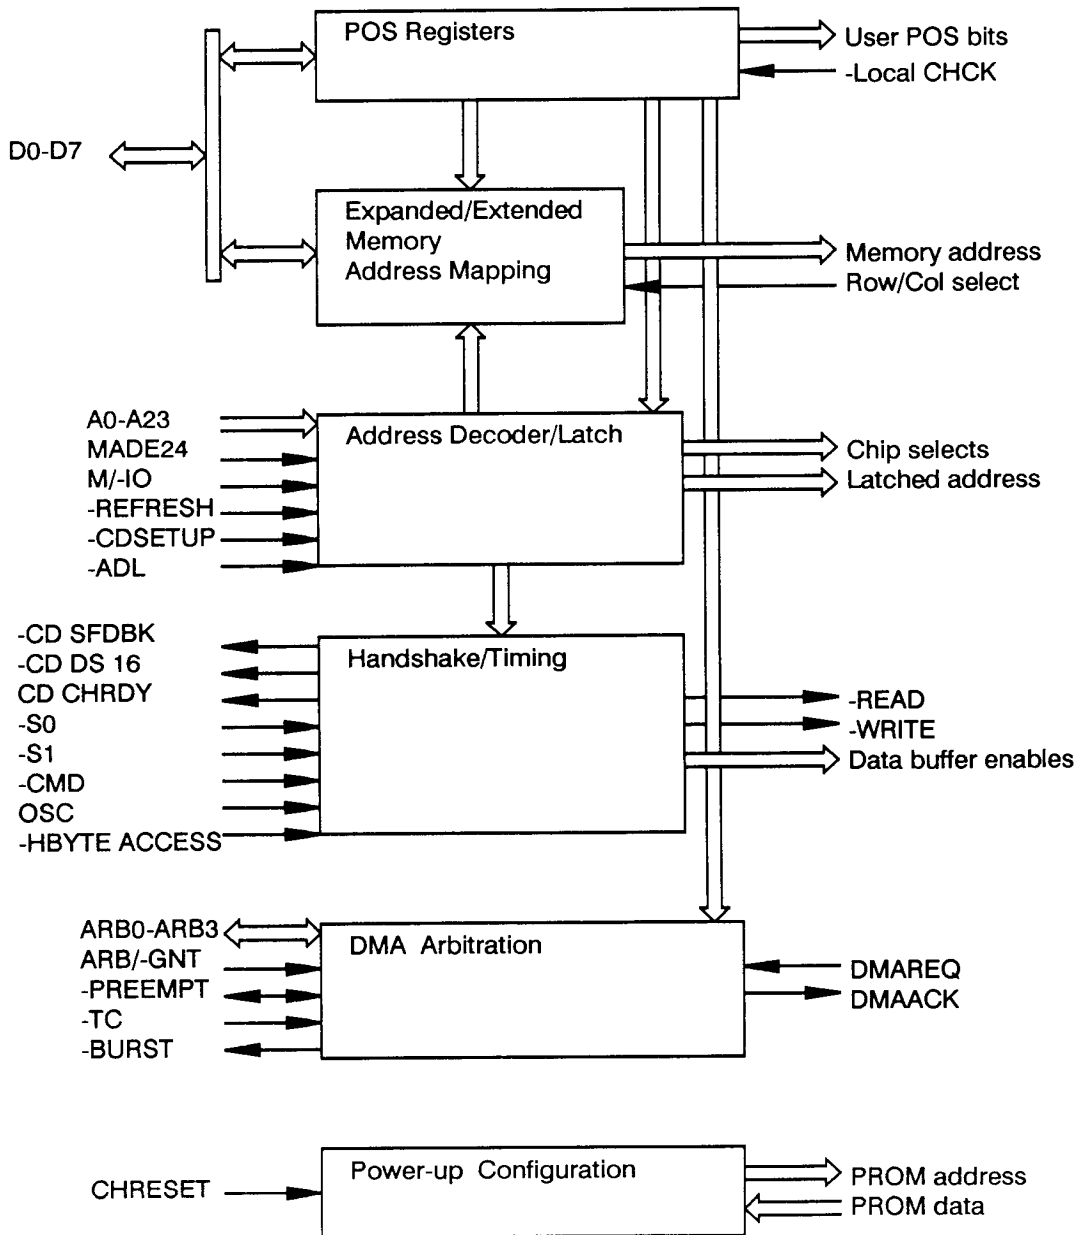 POS Registers
User POS bits
-Local CHCK
D0-D7
Expanded/Extended
Memory
Address Mapping
Memory address
Row/Col select
A0-A23
MADE24
M/-IO
-REFRESH
-CDSETUP
-ADL
Address Decoder/Latch
Chip selects
Latched address
-CD SFDBK
-CD DS 16
CD CHRDY
-S0
-S1
-CMD
OSC
-HBYTE ACCESS
Handshake/Timing
-READ
-WRITE
Data buffer enables
ARB0-ARB3
ARB/-GNT
-PREEMPT
-TC
-BURST
DMA Arbitration
DMAREQ
DMAACK
CHRESET
Power-up Configuration
PROM address
PROM data